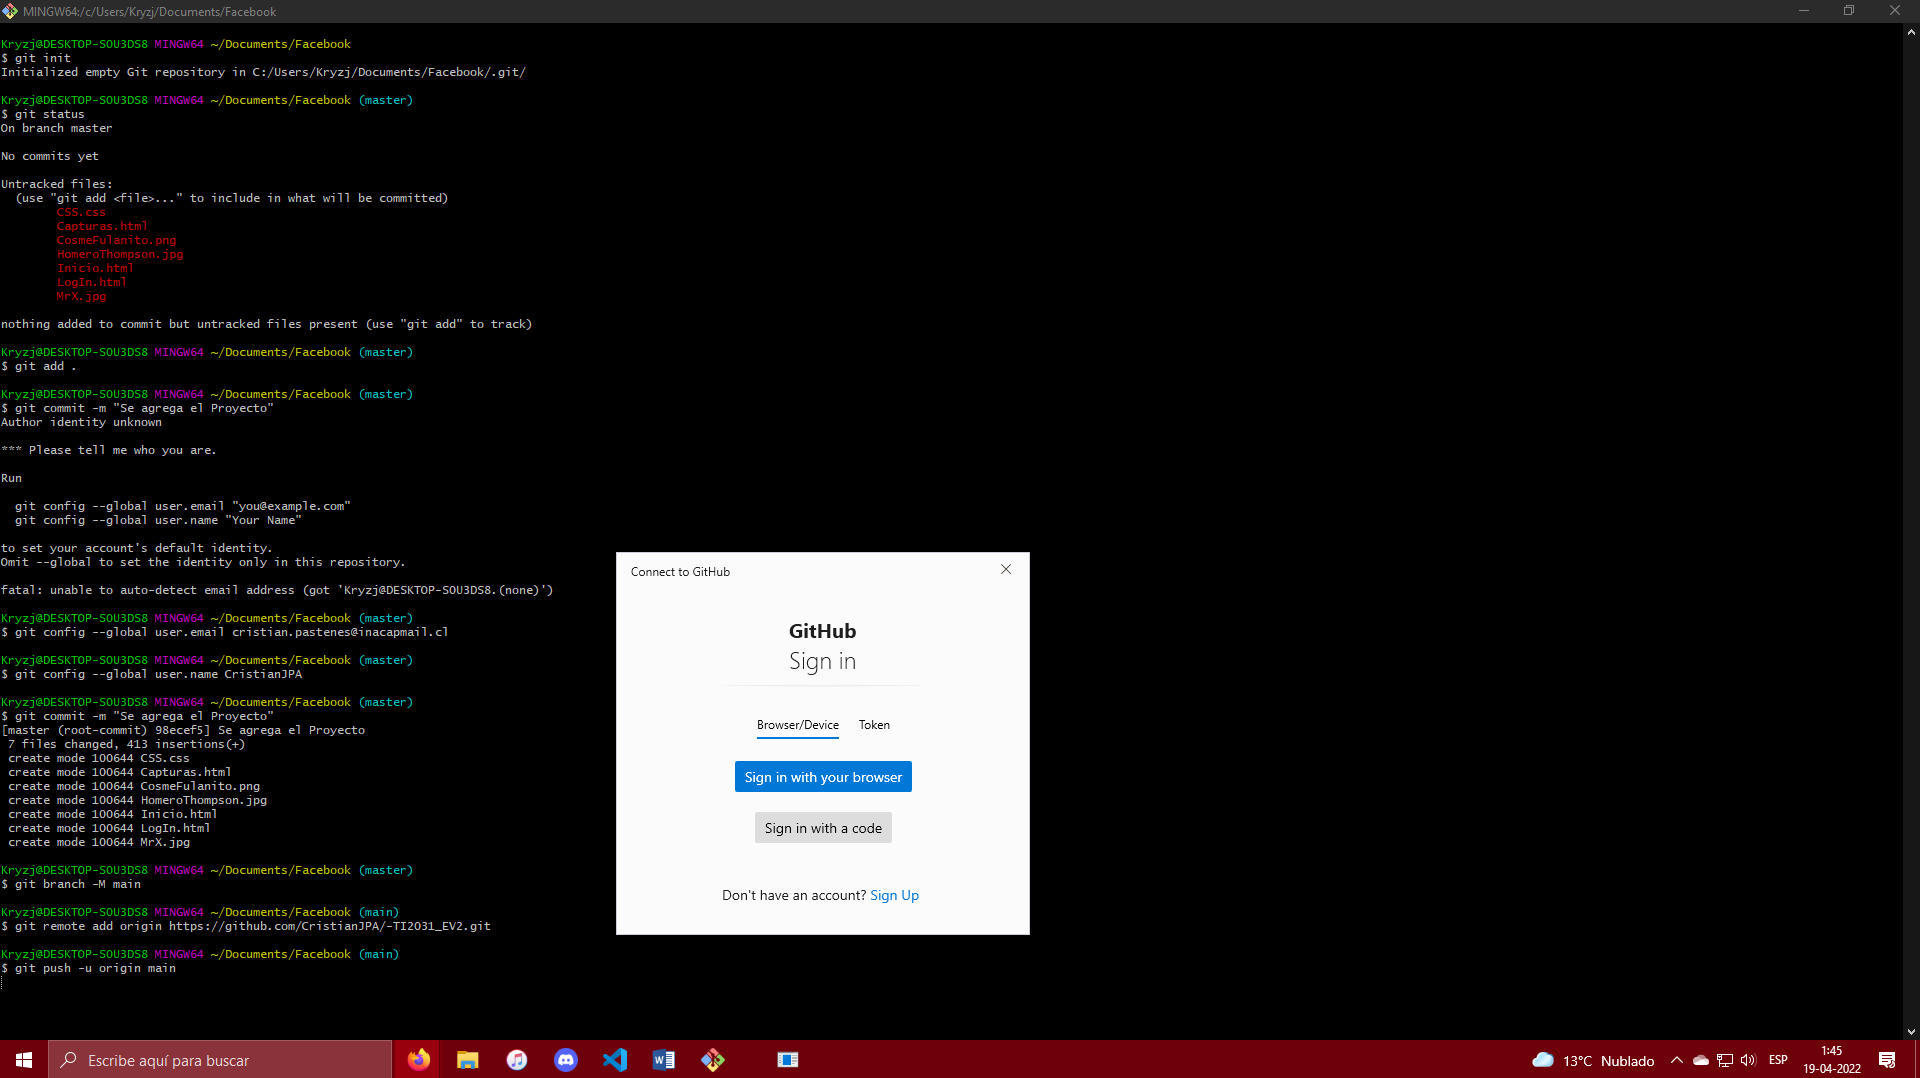 MINGW64:/c/Users/Kryzj/Documents/Facebook
Kryzj@DESKTOP-SOU3DS8 MINGW64 ~/Documents/Facebook
$ git init
Initialized empty Git repository in C:/Users/Kryzj/Documents/Facebook/.git/
Kryzj@DESKTOP-SOU3DS8 MINGW64 ~/Documents/Facebook (master)
$ git status
On branch master
No commits yet
Untracked files:
(use "git add <file>..." to include in what will be committed)
CSS.css
Capturas.html
CosmeFulanito.png
HomeroThompson.jpg
Inicio.html
LogIn.html
MrX.jpg
nothing added to commit but untracked files present (use "git add" to track)
Kryzj@DESKTOP-SOU3DS8 MINGW64 ~/Documents/Facebook (master)
$ git add .
Kryzj@DESKTOP-SOU3DS8 MINGW64 ~/Documents/Facebook (master)
$ git commit -m "Se agrega el Proyecto"
Author identity unknown
*** Please tell me who you are.
Run
git config --global user.email "you@example.com"
git config --global user.name "Your Name"
to set your account's default identity.
Omit --global to set the identity only in this repository.
fatal: unable to auto-detect email address (got 'Kryzj@DESKTOP-SOU3DS8.(none)')
Kryzj@DESKTOP-SOU3DS8 MINGW64 ~/Documents/Facebook (master)
$ git config --global user.email cristian.pastenes@inacapmail.cl
Kryzj@DESKTOP-SOU3DS8 MINGW64 ~/Documents/Facebook (master)
$ git config --global user.name CristianJPA
Kryzj@DESKTOP-SOU3DS8 MINGW64 ~/Documents/Facebook (master)
$ git commit -m "Se agrega el Proyecto"
[master (root-commit) 98ecef5] Se agrega el Proyecto
7 files changed, 413 insertions(+)
create mode 100644 CSS.css
create mode 100644 Capturas.html
create mode 100644 CosmeFulanito.png
create mode 100644 HomeroThompson.jpg
create mode 100644 Inicio.html
create mode 100644 LogIn.html
create mode 100644 MrX.jpg
Kryzj@DESKTOP-SOU3DS8 MINGW64 ~/Documents/Facebook (master)
$ git branch -M main
Kryzj@DESKTOP-SOU3DS8 MINGW64 ~/Documents/Facebook (main)
$ git remote add origin https://github.com/CristianJPA/-TI2031_EV2.git
Kryzj@DESKTOP-SOU3DS8 MINGW64 ~/Documents/Facebook (main)
$ git push -u origin main
Connect to GitHub
GitHub
Sign in
Browser/Device Token
Sign in with your browser
Sign in with a code
Don't have an account? Sign Up
Escribe aquí para buscar
13°C Nublado
ESP
1:45
19-04-2022